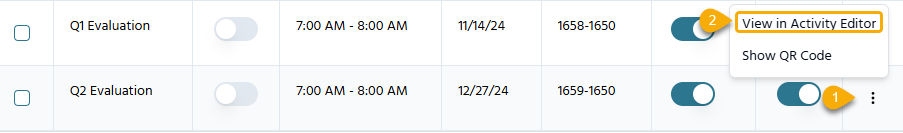 Q1 Evaluation 7:00 AM - 8:00 AM 11/14/24 1658-1650
2 View in Activity Editor
Show QR Code
Q2 Evaluation 7:00 AM - 8:00 AM 12/27/24 1659-1650 1